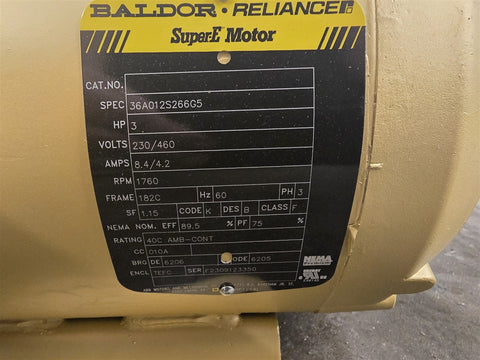 BALDOR · RELIANCE
Super-E Motor
CAT.NO.
SPEC 36A012S266G5
HP 3
VOLTS 230/460
AMPS 8.4/4.2
RPM 1760
FRAME 182C Hz 60 PH 3
SF 1.15 CODE K DES B CLASS F
NEMA NOM. EFF 89.5 % PF 75 %
RATING 40C AMB-CONT
CC 010A
BRG DE 6206 ODE 6205
ENCL TEFC SER F2309123350
NEMA